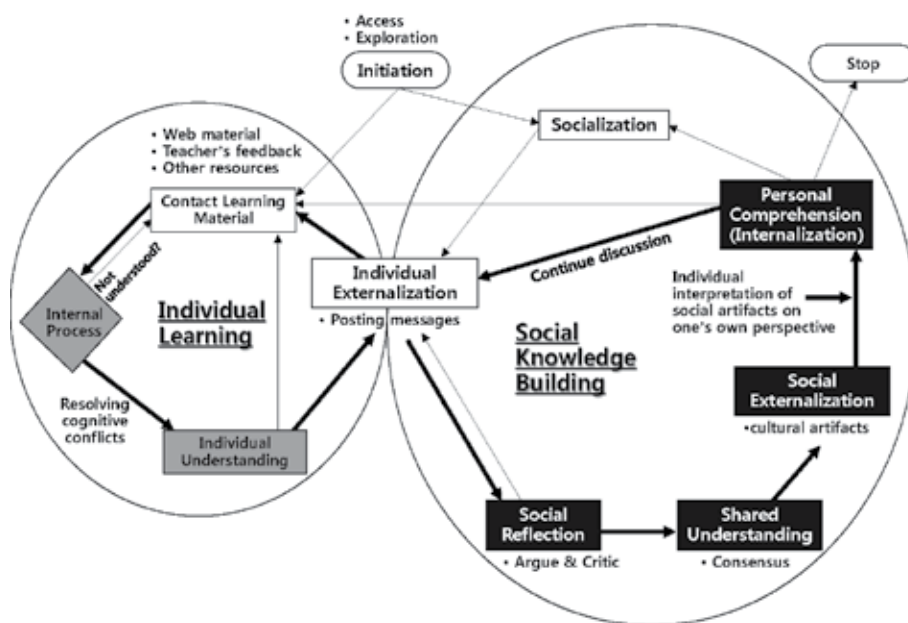 • Access
• Exploration
Initiation
Stop
Socialization
• Web material
• Teacher's feedback
• Other resources
Contact Learning
Material
Personal
Comprehension
(Internalization)
Not
understood?
Continue discussion
Individual
Externalization
• Posting messages
Internal
Process
Individual
Learning
Individual
interpretation of
social artifacts on
one's own perspective
Social
Knowledge
Building
Social
Externalization
•cultural artifacts
Resolving
cognitive
conflicts
Individual
Understanding
Social
Reflection
• Argue & Critic
Shared
Understanding
• Consensus